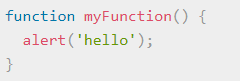 function myFunction() {
  alert('hello');
}